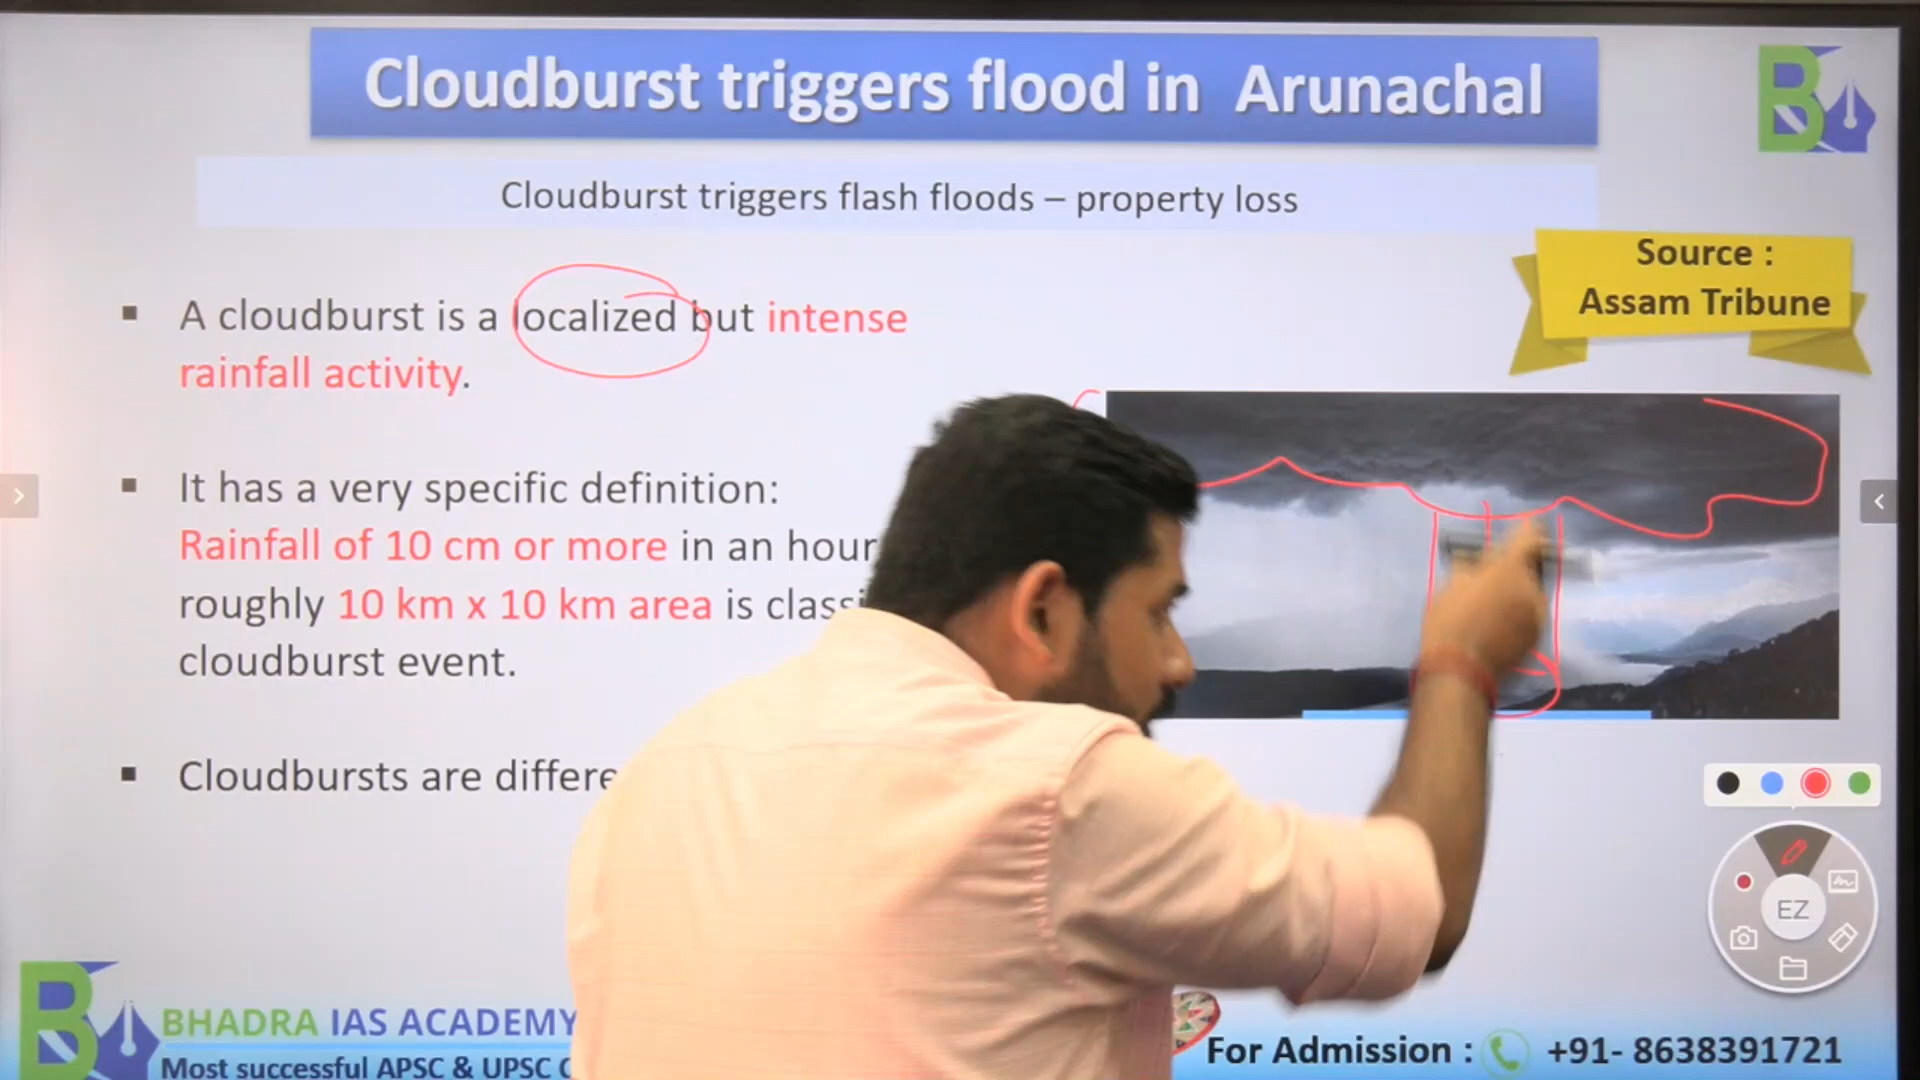 Cloudburst triggers flood in Arunachal
Cloudburst triggers flash floods – property loss
Source :
Assam Tribune
A cloudburst is a localized but intense
rainfall activity.
It has a very specific definition:
Rainfall of 10 cm or more in an hour
roughly 10 km x 10 km area is
cloudburst event.
Cloudbursts are
EZ
BHADRA IAS ACADEMY
Most successful APSC & UPSC
For Admission : +91- 8638391721